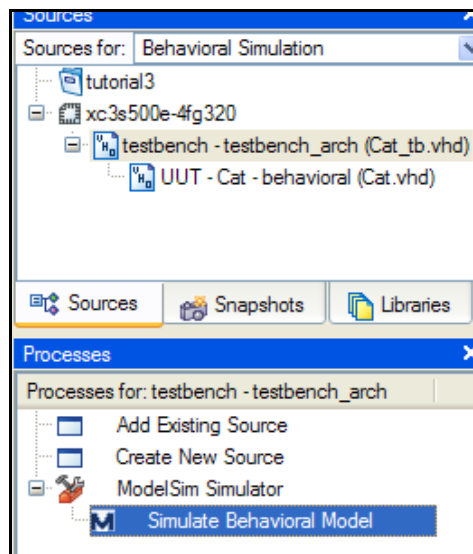 Sources
Sources for: Behavioral Simulation
tutorial3
xc3s500e-4fg320
testbench - testbench_arch (Cat_tb.vhd)
UUT - Cat - behavioral (Cat.vhd)
Sources Snapshots Libraries
Processes
Processes for: testbench - testbench_arch
Add Existing Source
Create New Source
ModelSim Simulator
Simulate Behavioral Model